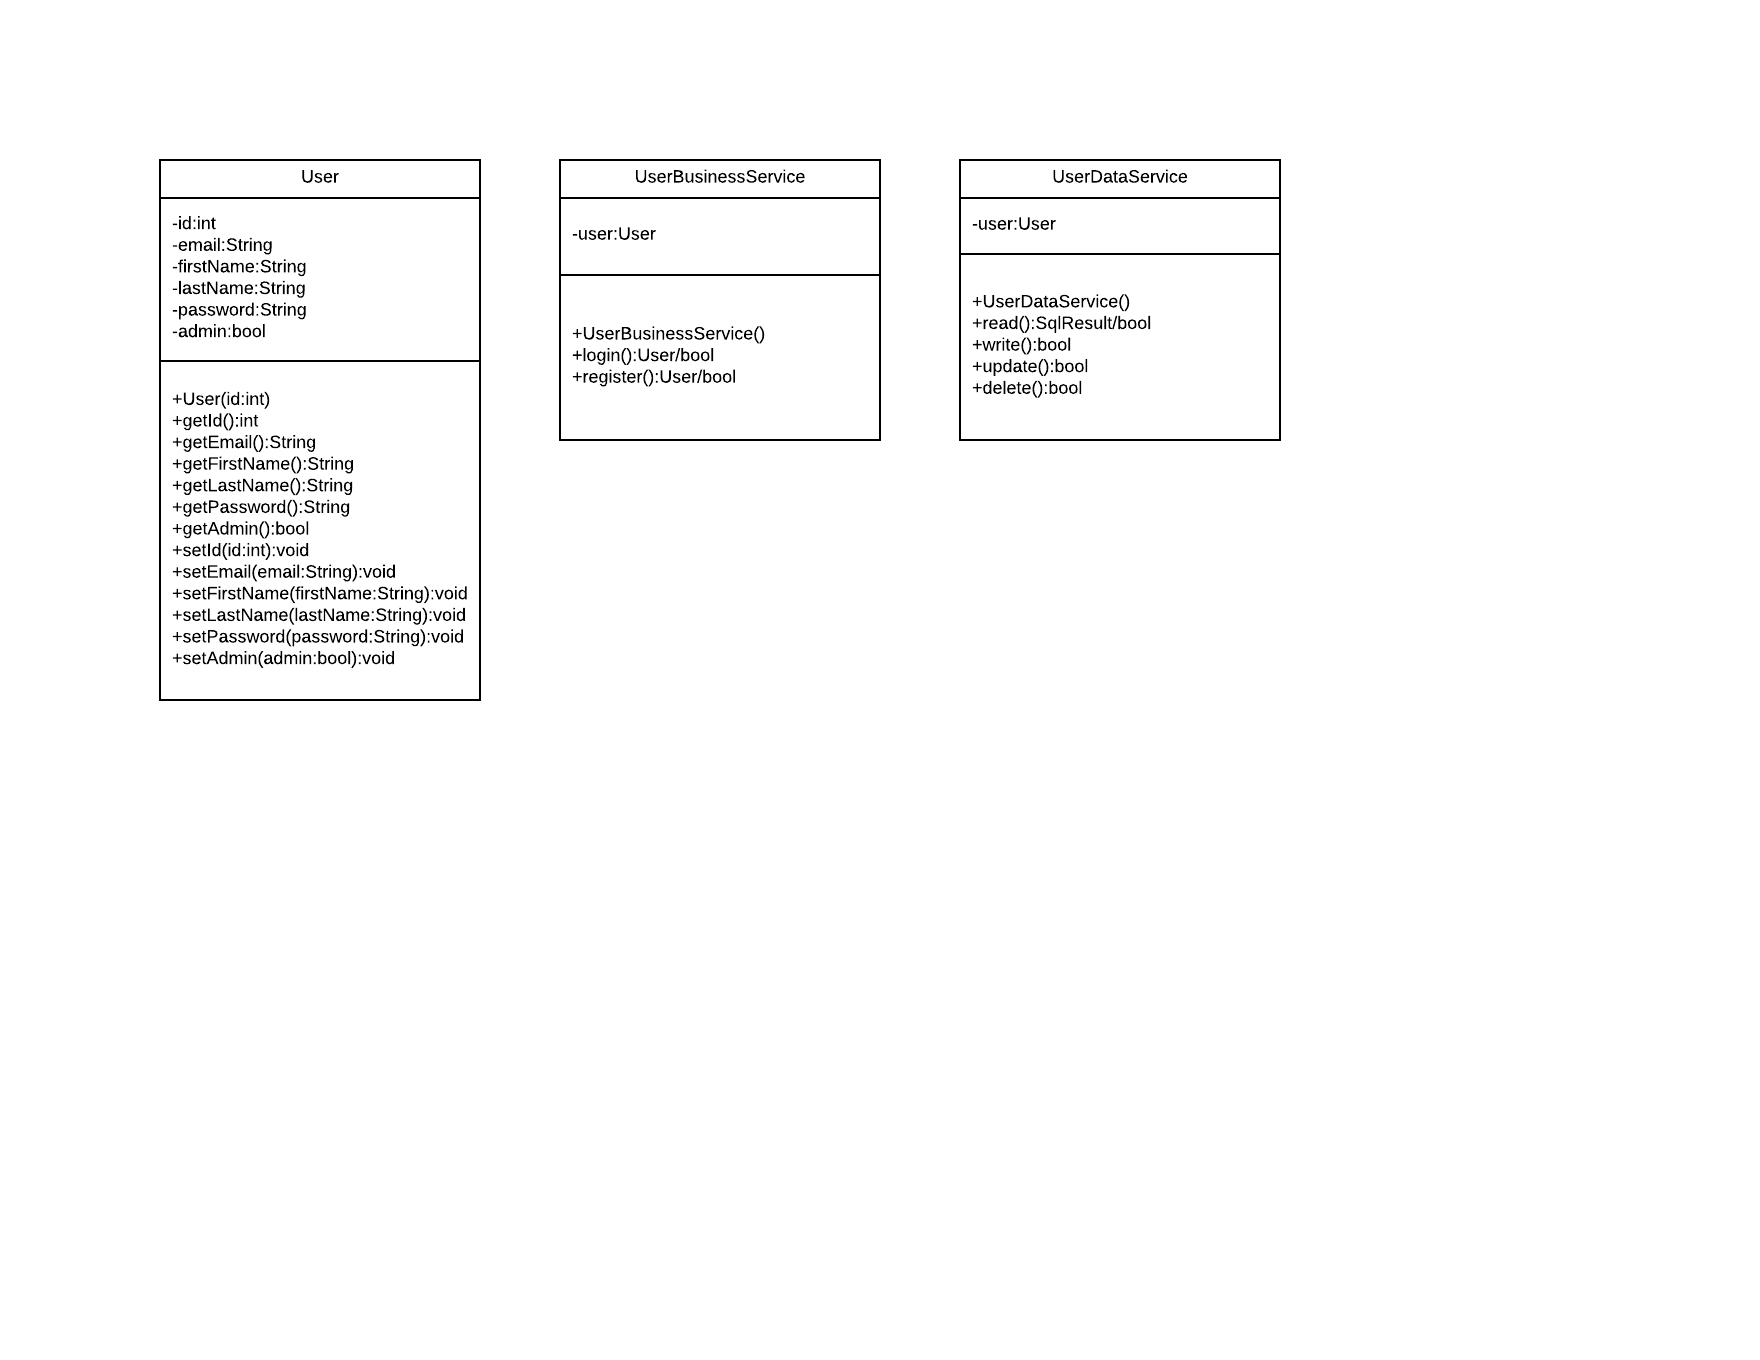 User
-id:int
-email:String
-firstName:String
-lastName:String
-password:String
-admin:bool
+User(id:int)
+getId():int
+getEmail():String
+getFirstName():String
+getLastName():String
+getPassword():String
+getAdmin():bool
+setId(id:int):void
+setEmail(email:String):void
+setFirstName(firstName:String):void
+setLastName(lastName:String):void
+setPassword(password:String):void
+setAdmin(admin:bool):void
UserBusinessService
-user:User
+UserBusinessService()
+login():User/bool
+register():User/bool
UserDataService
-user:User
+UserDataService()
+read():SqlResult/bool
+write():bool
+update():bool
+delete():bool